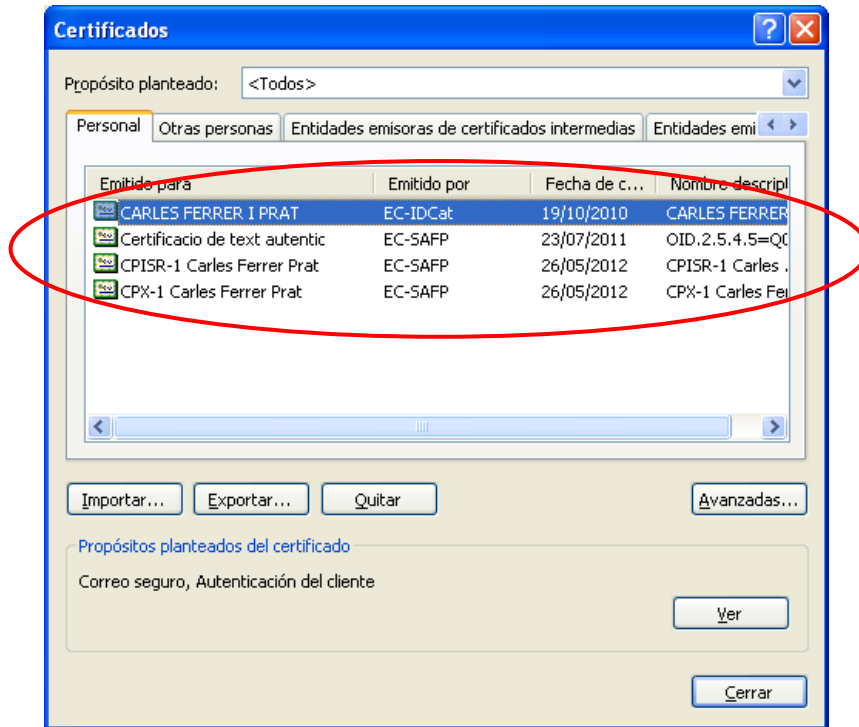 Certificados
Propósito planteado: <Todos>
Personal Otras personas Entidades emisoras de certificados intermedias Entidades emi
Emitido para Emitido por Fecha de c... Nombre descript
CARLES FERRER I PRAT EC-IDCat 19/10/2010 CARLES FERRER
Certificacio de text autentic EC-SAFP 23/07/2011 OID.2.5.4.5=Q0
CPISR-1 Carles Ferrer Prat EC-SAFP 26/05/2012 CPISR-1 Carles .
CPX-1 Carles Ferrer Prat EC-SAFP 26/05/2012 CPX-1 Carles Fer
Importar... Exportar... Quitar Avanzadas...
Propósitos planteados del certificado
Correo seguro, Autenticación del cliente
Ver
Cerrar